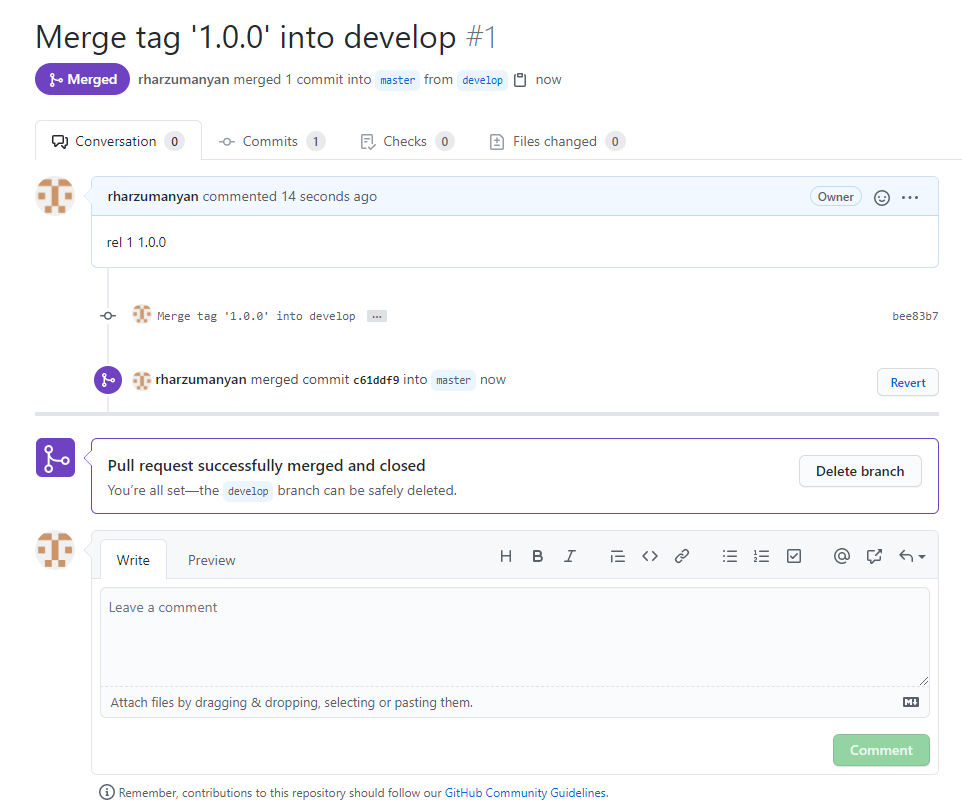 Merge tag '1.0.0' into develop #1
Merged rharzumanyan merged 1 commit into master from develop now
Conversation 0 Commits 1 Checks 0 Files changed 0
rharzumanyan commented 14 seconds ago Owner ...
rel 1 1.0.0
Merge tag '1.0.0' into develop ... bee83b7
rharzumanyan merged commit c61ddf9 into master now Revert
Pull request successfully merged and closed
You're all set—the develop branch can be safely deleted.
Delete branch
Write Preview H B I
Leave a comment
Attach files by dragging & dropping, selecting or pasting them.
Comment
Remember, contributions to this repository should follow our GitHub Community Guidelines.